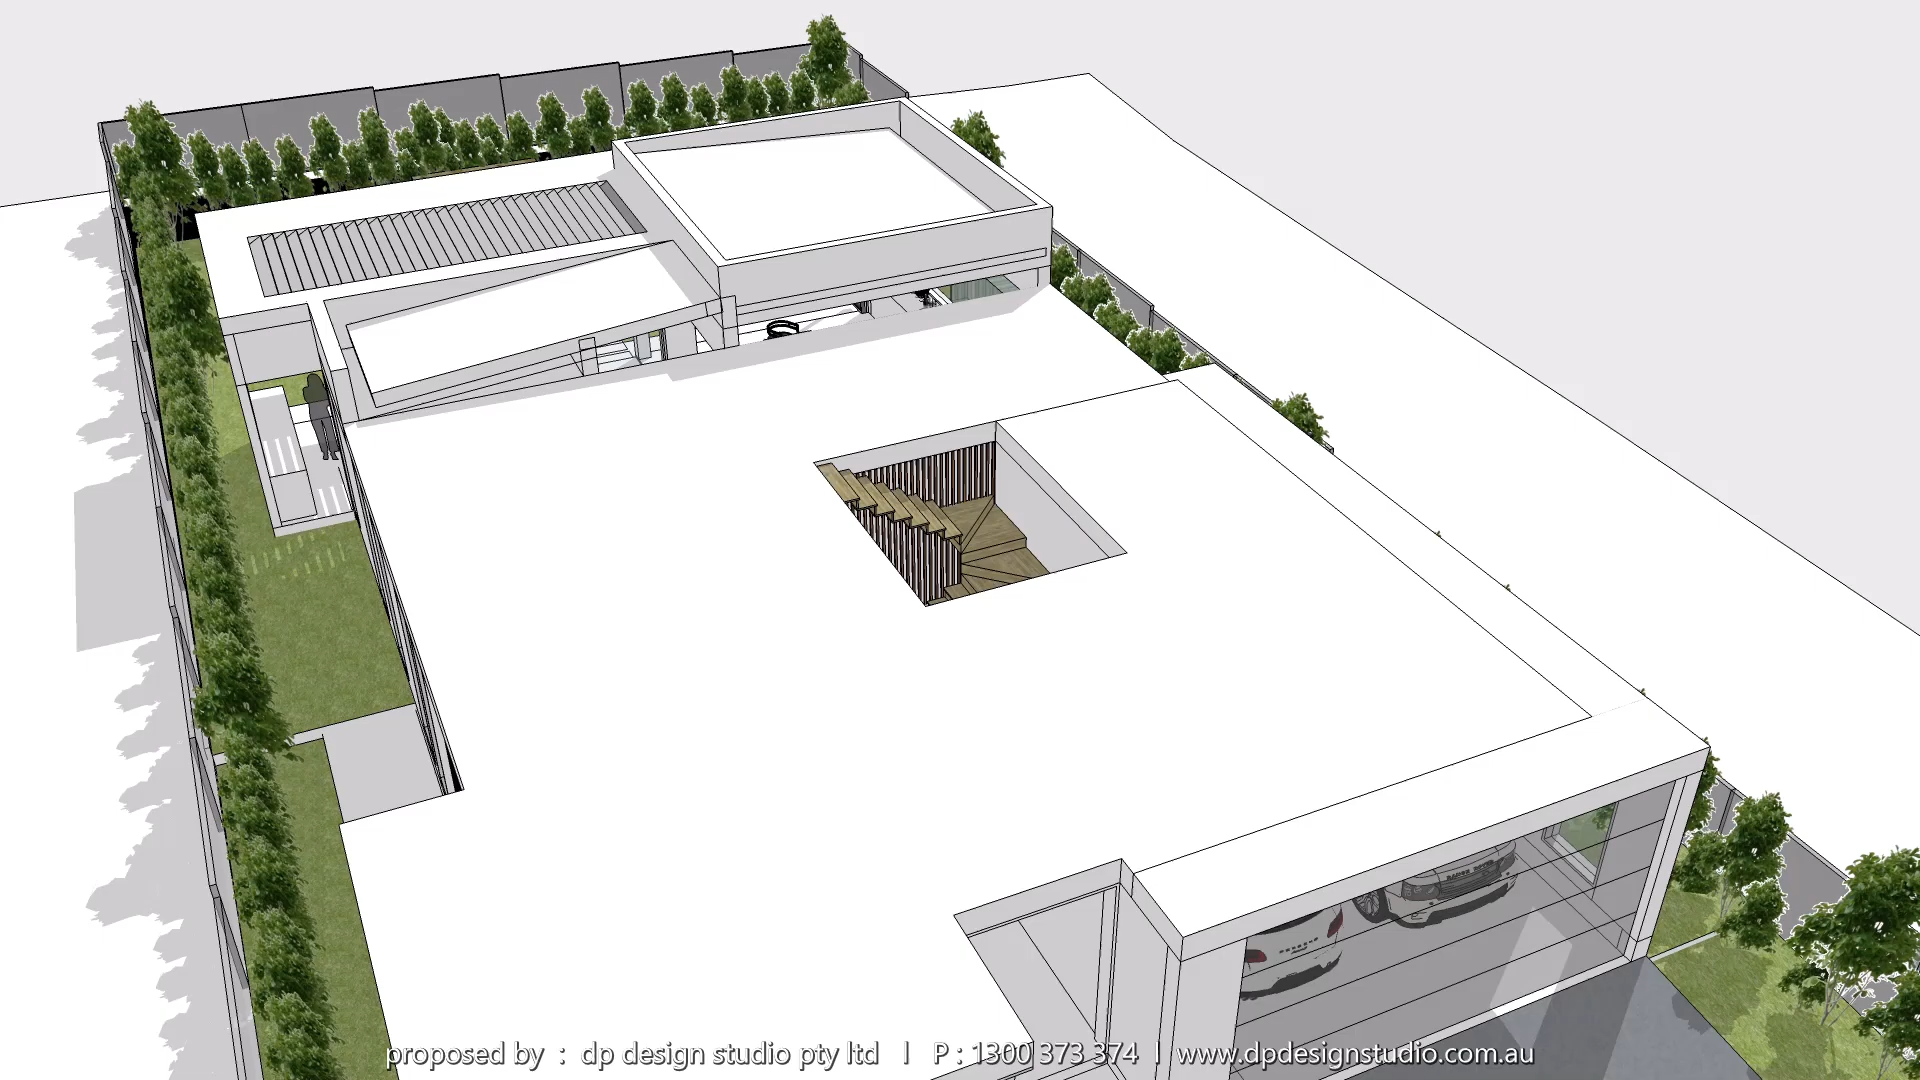 proposed by : dp design studio pty ltd l P : 1300 373 374 l www.dpdesignstudio.com.au